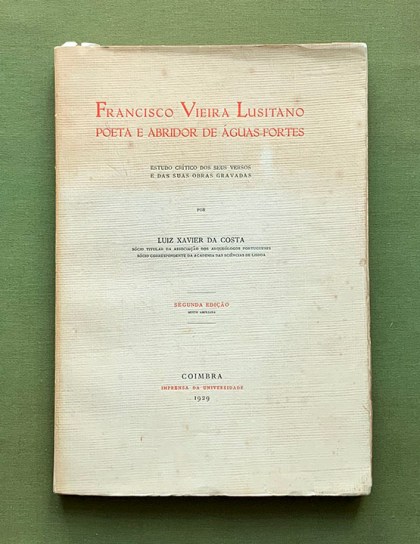 FRANCISCO VIEIRA LUSITANO
POETA E ABRIDOR DE ÁGUAS-FORTES
ESTUDO CRÍTICO DOS SEUS VERSOS
E DAS SUAS OBRAS GRAVADAS
POR
LUIZ XAVIER DA COSTA
SÓCIO TITULAR DA ASSOCIAÇÃO DOS ARQUEÓLOGOS PORTUGUESES
SÓCIO CORRESPONDENTE DA ACADEMIA DAS SCIÊNCIAS DE LISBOA
SEGUNDA EDIÇÃO
MUITO AMPLIADA
COIMBRA
IMPRENSA DA UNIVERSIDADE
1929